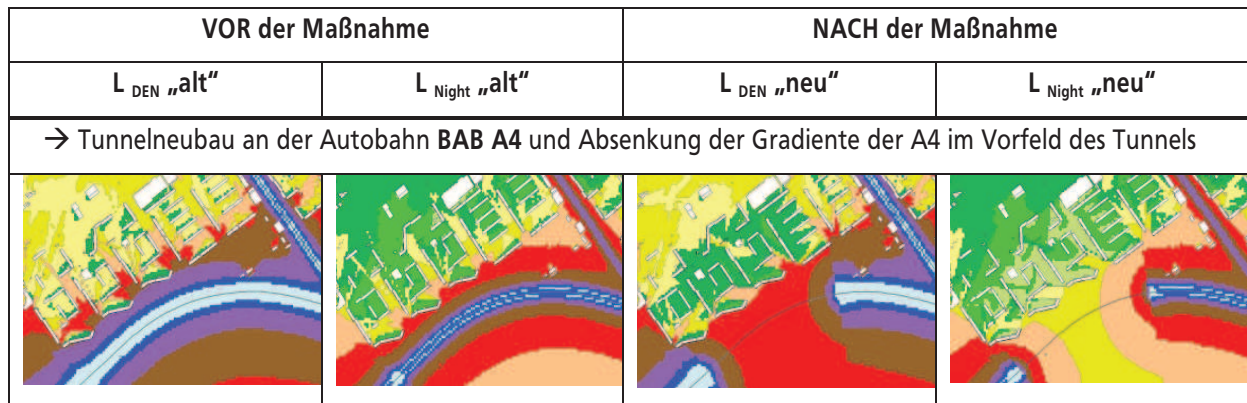 VOR der Maßnahme
NACH der Maßnahme
L DEN „alt“
L Night „alt“
L DEN „neu“
L Night „neu“
→ Tunnelneubau an der Autobahn BAB A4 und Absenkung der Gradiente der A4 im Vorfeld des Tunnels